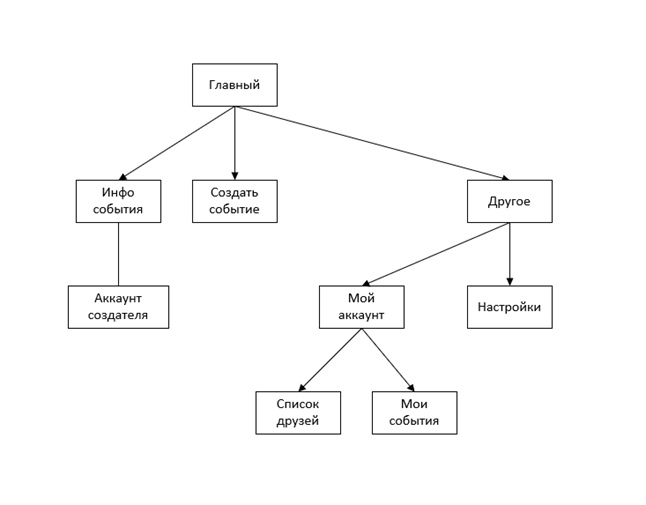 Главный
Инфо
события
Создать
событие
Другое
Аккаунт
создателя
Мой
аккаунт
Настройки
Список
друзей
Мои
события